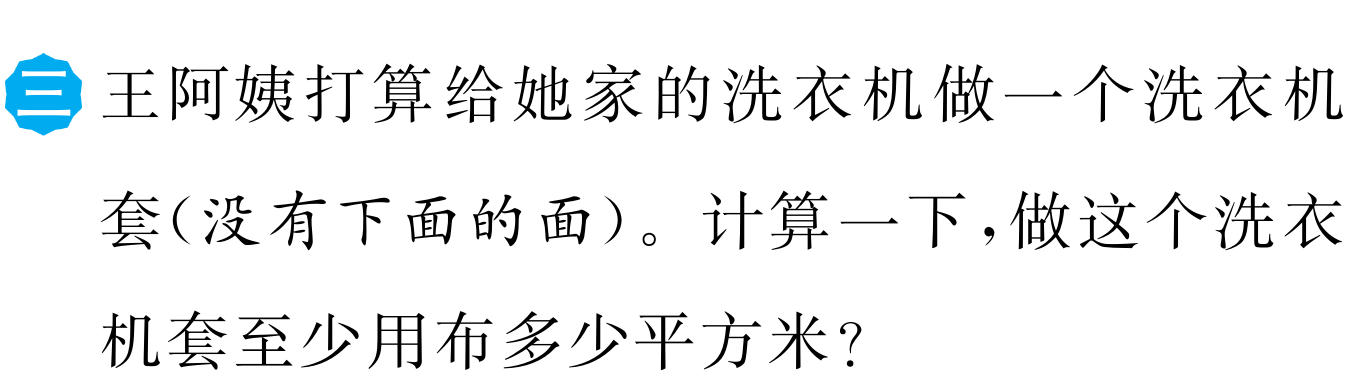 三 王阿姨打算给她家的洗衣机做一个洗衣机
套(没有下面的面)。计算一下,做这个洗衣
机套至少用布多少平方米?